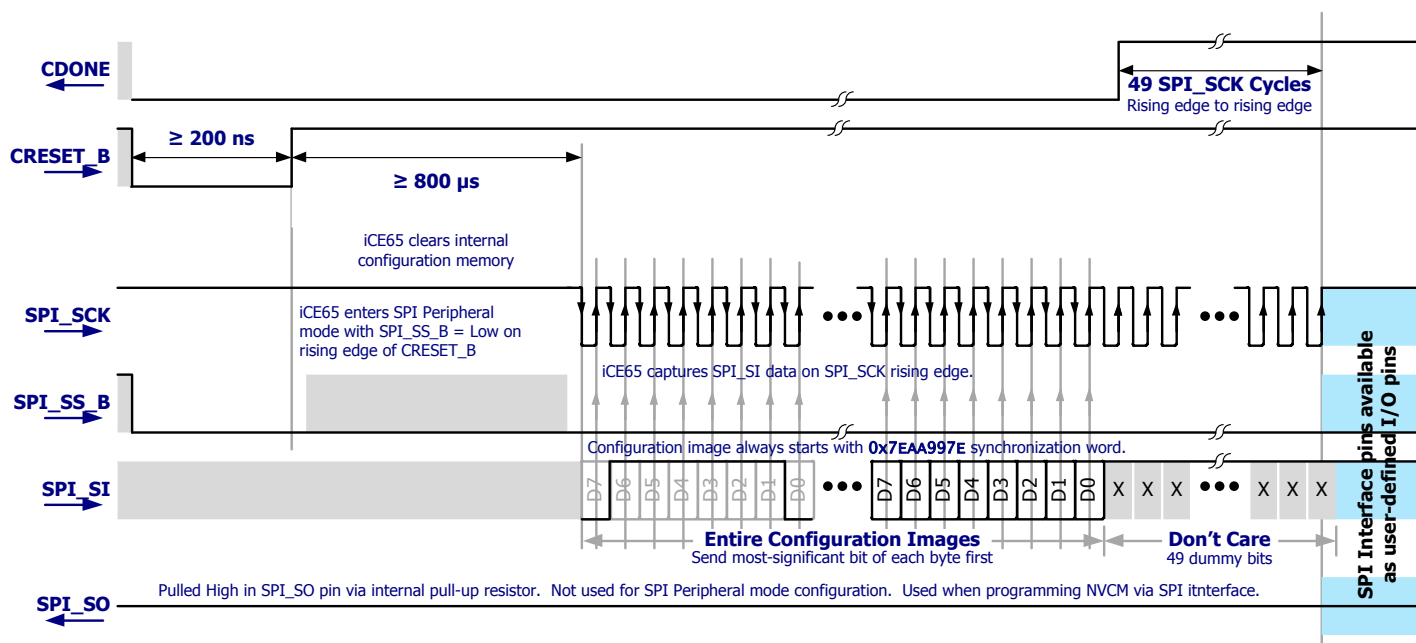 CDONE
49 SPI_SCK Cycles
Rising edge to rising edge
≥ 200 ns
CRESET_B
≥ 800 µs
iCE65 clears internal
configuration memory
SPI_SCK
iCE65 enters SPI Peripheral
mode with SPI_SS_B = Low on
rising edge of CRESET_B
iCE65 captures SPI_SI data on SPI_SCK rising edge.
SPI_SS_B
Configuration image always starts with 0x7EAA997E synchronization word.
SPI_SI
D7 D6 D5 D4 D3 D2 D1 D0 D7 D6 D5 D4 D3 D2 D1 D0 X X X X X X
Entire Configuration Images
Send most-significant bit of each byte first
Don't Care
49 dummy bits
SPI Interface pins available
as user-defined I/O pins
Pulled High in SPI_SO pin via internal pull-up resistor. Not used for SPI Peripheral mode configuration. Used when programming NVCM via SPI itnterface.
SPI_SO